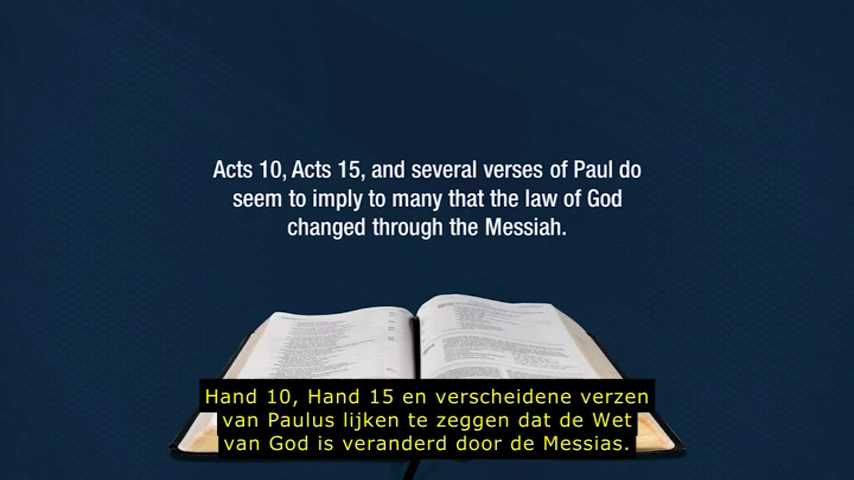 Acts 10, Acts 15, and several verses of Paul do
seem to imply to many that the law of God
changed through the Messiah.
Hand 10, Hand 15 en verscheidene verzen
van Paulus lijken te zeggen dat de Wet
van God is veranderd door de Messias.